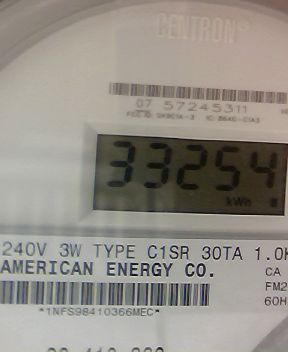 CENTRON®
07 57245311
33254
kWh
240V 3W TYPE C1SR 30TA 1.0K
AMERICAN ENERGY CO.
CA
FM2
60H
*1NFS98410366MEC*